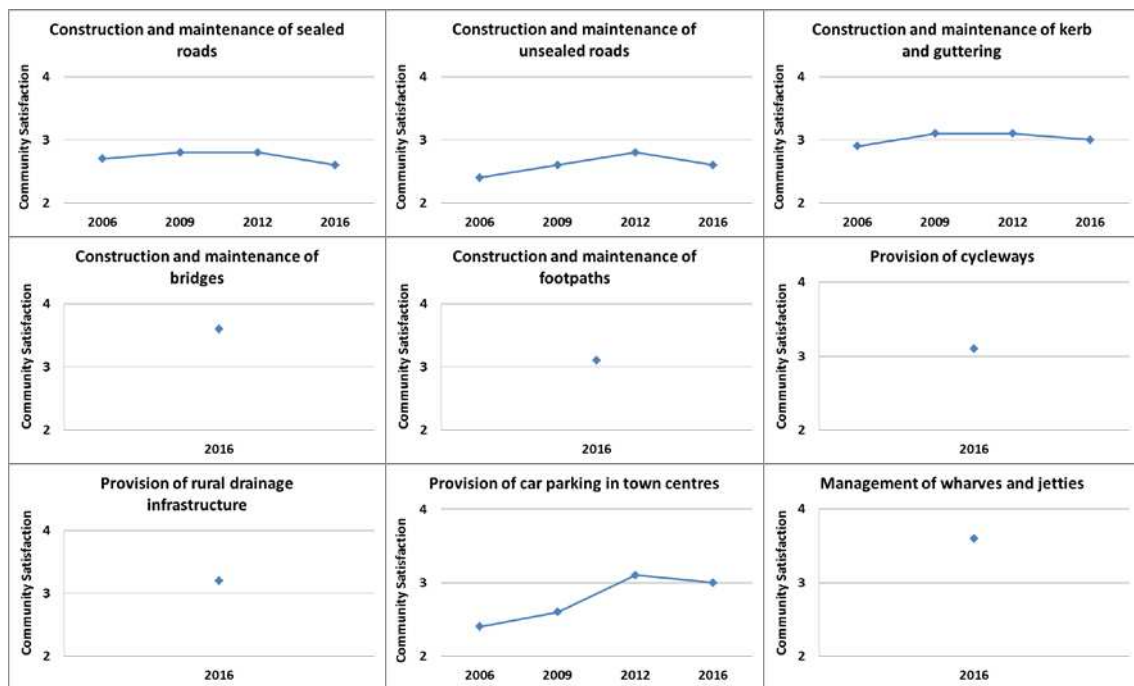 Construction and maintenance of sealed
roads
Community Satisfaction
4
3
2
2006 2009 2012 2016
Construction and maintenance of
unsealed roads
Community Satisfaction
4
3
2
2006 2009 2012 2016
Construction and maintenance of kerb
and guttering
Community Satisfaction
4
3
2
2006 2009 2012 2016
Construction and maintenance of
bridges
Community Satisfaction
4
3
2
2016
Construction and maintenance of
footpaths
Community Satisfaction
4
3
2
2016
Provision of cycleways
Community Satisfaction
4
3
2
2016
Provision of rural drainage
infrastructure
Community Satisfaction
4
3
2
2016
Provision of car parking in town centres
Community Satisfaction
4
3
2
2006 2009 2012 2016
Management of wharves and jetties
Community Satisfaction
4
3
2
2016